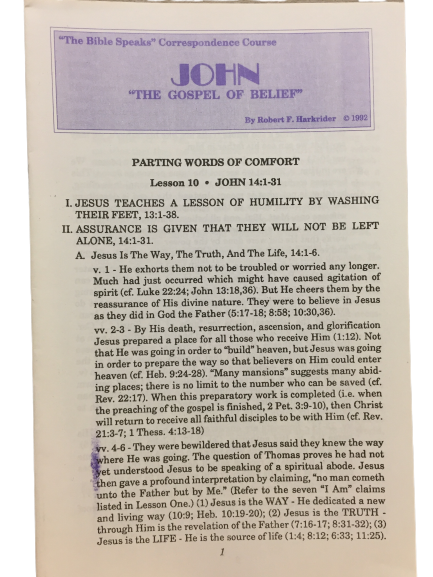 "The Bible Speaks" Correspondence Course
JOHN
"THE GOSPEL OF BELIEF"
By Robert F. Harkrider © 1992
PARTING WORDS OF COMFORT
Lesson 10 • JOHN 14:1-31
I. JESUS TEACHES A LESSON OF HUMILITY BY WASHING
THEIR FEET, 13:1-38.
II. ASSURANCE IS GIVEN THAT THEY WILL NOT BE LEFT
ALONE, 14:1-31.
A. Jesus Is The Way, The Truth, And The Life, 14:1-6.
v. 1 - He exhorts them not to be troubled or worried any longer.
Much had just occurred which might have caused agitation of
spirit (cf. Luke 22:24; John 13:18,36). But He cheers them by the
reassurance of His divine nature. They were to believe in Jesus
as they did in God the Father (5:17-18; 8:58; 10:30,36).
vv. 2-3 - By His death, resurrection, ascension, and glorification
Jesus prepared a place for all those who receive Him (1:12). Not
that He was going in order to "build" heaven, but Jesus was going
in order to prepare the way so that believers on Him could enter
heaven (cf. Heb. 9:24-28). "Many mansions" suggests many abid-
ing places; there is no limit to the number who can be saved (cf.
Rev. 22:17). When this preparatory work is completed (i.e. when
the preaching of the gospel is finished, 2 Pet. 3:9-10), then Christ
will return to receive all faithful disciples to be with Him (cf. Rev.
21:3-7; 1 Thess. 4:13-18)
vv. 4-6 - They were bewildered that Jesus said they knew the way
where He was going. The question of Thomas proves he had not
yet understood Jesus to be speaking of a spiritual abode. Jesus
then gave a profound interpretation by claiming, "no man cometh
unto the Father but by Me." (Refer to the seven "I Am" claims
listed in Lesson One.) (1) Jesus is the WAY - He dedicated a new
and living way (10:9; Heb. 10:19-20); (2) Jesus is the TRUTH -
through Him is the revelation of the Father (7:16-17; 8:31-32); (3)
Jesus is the LIFE - He is the source of life (1:4; 8:12; 6:33; 11:25).
1